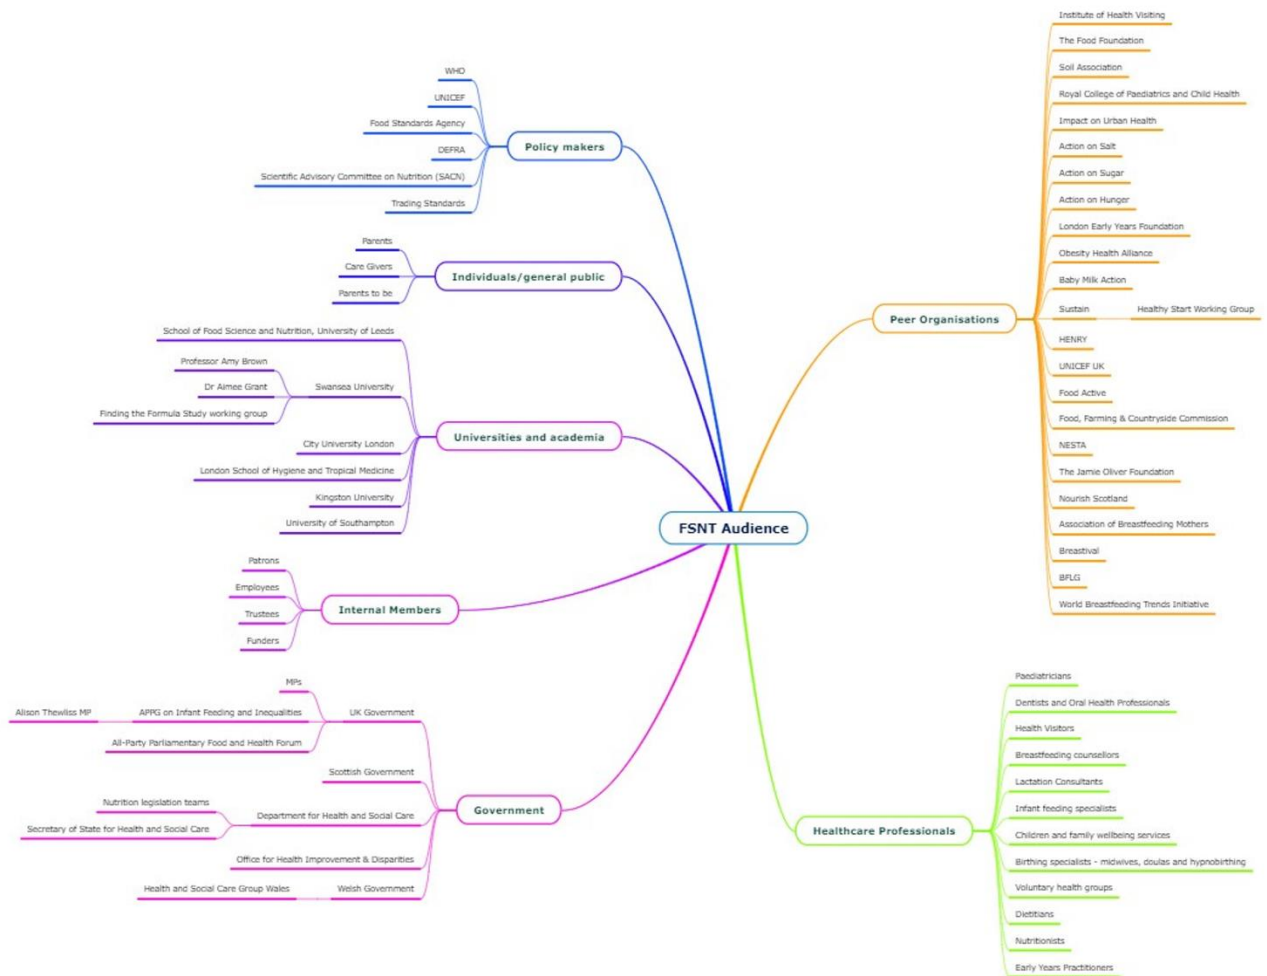 FSNT Audience
Policy makers
WHO
UNICEF
Food Standards Agency
DEFRA
Scientific Advisory Committee on Nutrition (SACN)
Trading Standards
Individuals/general public
Parents
Care Givers
Parents to be
Universities and academia
School of Food Science and Nutrition, University of Leeds
Swansea University
Professor Amy Brown
Dr Aimee Grant
Finding the Formula Study working group
City University London
London School of Hygiene and Tropical Medicine
Kingston University
University of Southampton
Internal Members
Patrons
Employees
Trustees
Funders
Government
UK Government
MPs
APPG on Infant Feeding and Inequalities
Alison Thewliss MP
All-Party Parliamentary Food and Health Forum
Scottish Government
Department for Health and Social Care
Nutrition legislation teams
Secretary of State for Health and Social Care
Office for Health Improvement & Disparities
Welsh Government
Health and Social Care Group Wales
Peer Organisations
Institute of Health Visiting
The Food Foundation
Soil Association
Royal College of Paediatrics and Child Health
Impact on Urban Health
Action on Salt
Action on Sugar
Action on Hunger
London Early Years Foundation
Obesity Health Alliance
Baby Milk Action
Sustain
Healthy Start Working Group
HENRY
UNICEF UK
Food Active
Food, Farming & Countryside Commission
NESTA
The Jamie Oliver Foundation
Nourish Scotland
Association of Breastfeeding Mothers
Breastival
BFLG
World Breastfeeding Trends Initiative
Healthcare Professionals
Paediatricians
Dentists and Oral Health Professionals
Health Visitors
Breastfeeding counsellors
Lactation Consultants
Infant feeding specialists
Children and family wellbeing services
Birthing specialists - midwives, doulas and hypnobirthing
Voluntary health groups
Dietitians
Nutritionists
Early Years Practitioners